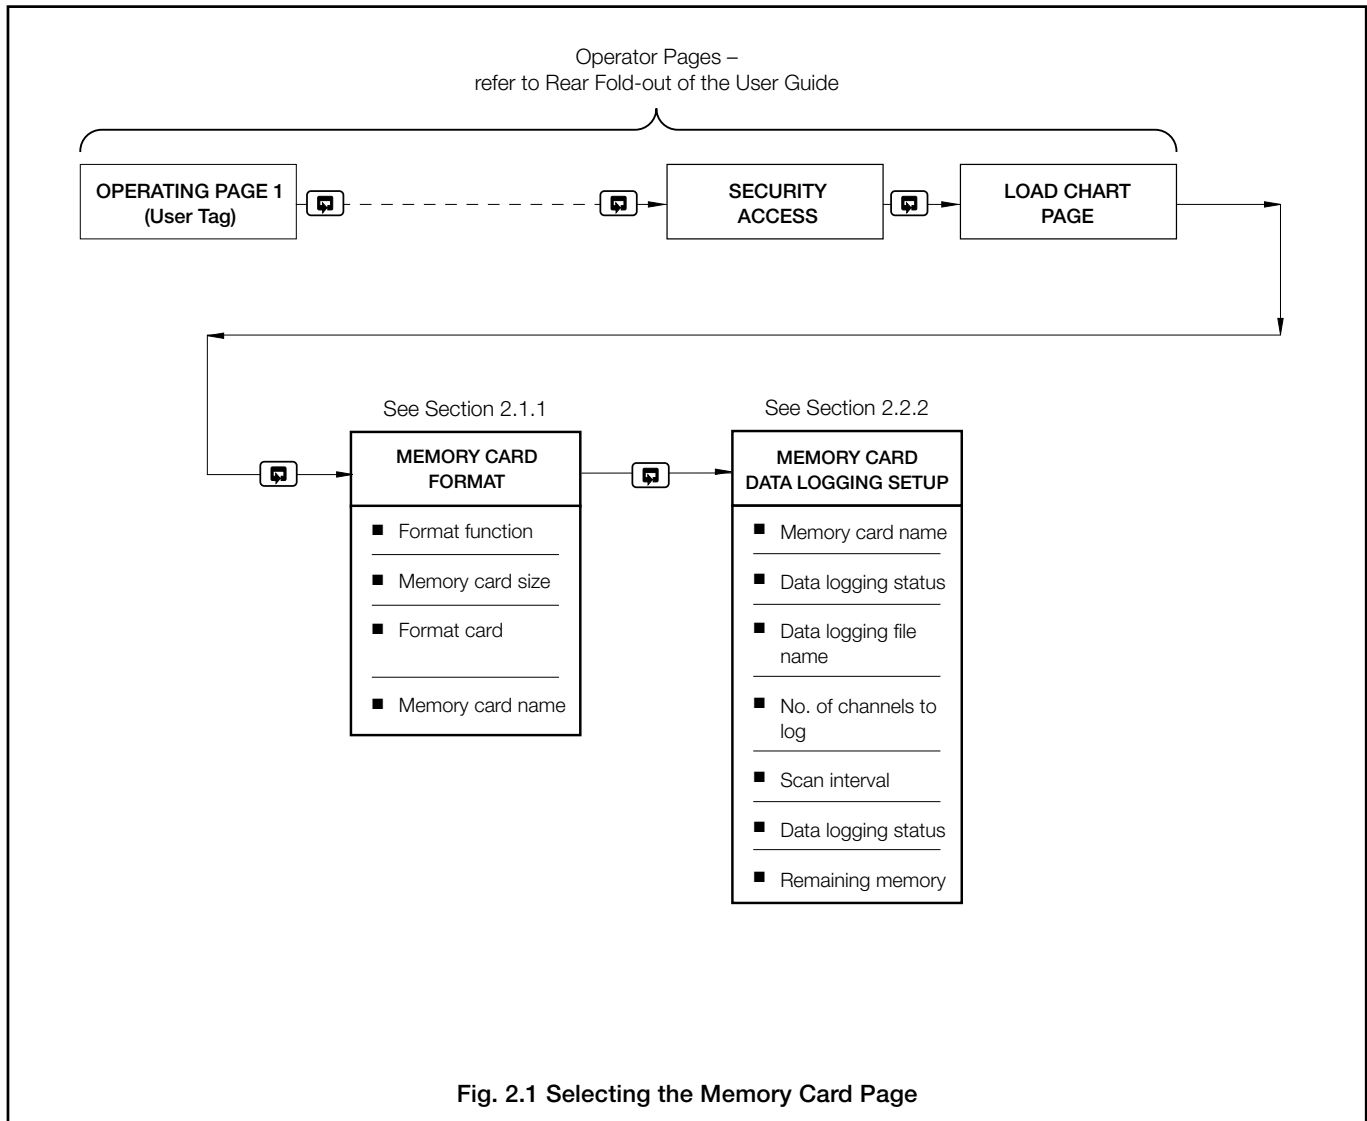 Operator Pages –
refer to Rear Fold-out of the User Guide
OPERATING PAGE 1
(User Tag)
SECURITY
ACCESS
LOAD CHART
PAGE
See Section 2.1.1
MEMORY CARD
FORMAT
■ Format function
■ Memory card size
■ Format card
■ Memory card name
See Section 2.2.2
MEMORY CARD
DATA LOGGING SETUP
■ Memory card name
■ Data logging status
■ Data logging file
name
■ No. of channels to
log
■ Scan interval
■ Data logging status
■ Remaining memory
Fig. 2.1 Selecting the Memory Card Page